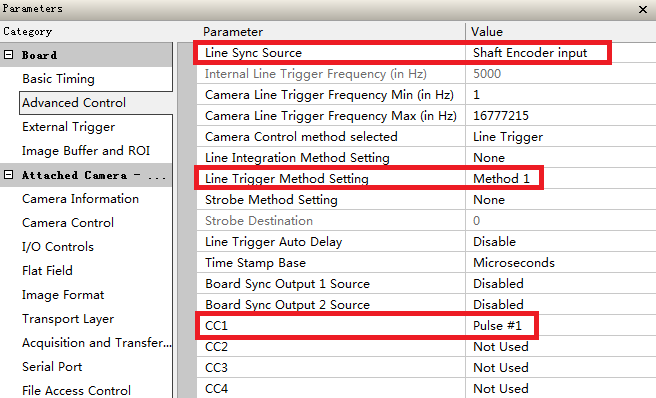 Parameters
Category
Board
Basic Timing
Advanced Control
External Trigger
Image Buffer and ROI
Attached Camera - ...
Camera Information
Camera Control
I/O Controls
Flat Field
Image Format
Transport Layer
Acquisition and Transfer...
Serial Port
File Access Control
Parameter Value
Line Sync Source Shaft Encoder input
Internal Line Trigger Frequency (in Hz) 5000
Camera Line Trigger Frequency Min (in Hz) 1
Camera Line Trigger Frequency Max (in Hz) 16777215
Camera Control method selected Line Trigger
Line Integration Method Setting None
Line Trigger Method Setting Method 1
Strobe Method Setting None
Strobe Destination 0
Line Trigger Auto Delay Disable
Time Stamp Base Microseconds
Board Sync Output 1 Source Disabled
Board Sync Output 2 Source Disabled
CC1 Pulse #1
CC2 Not Used
CC3 Not Used
CC4 Not Used